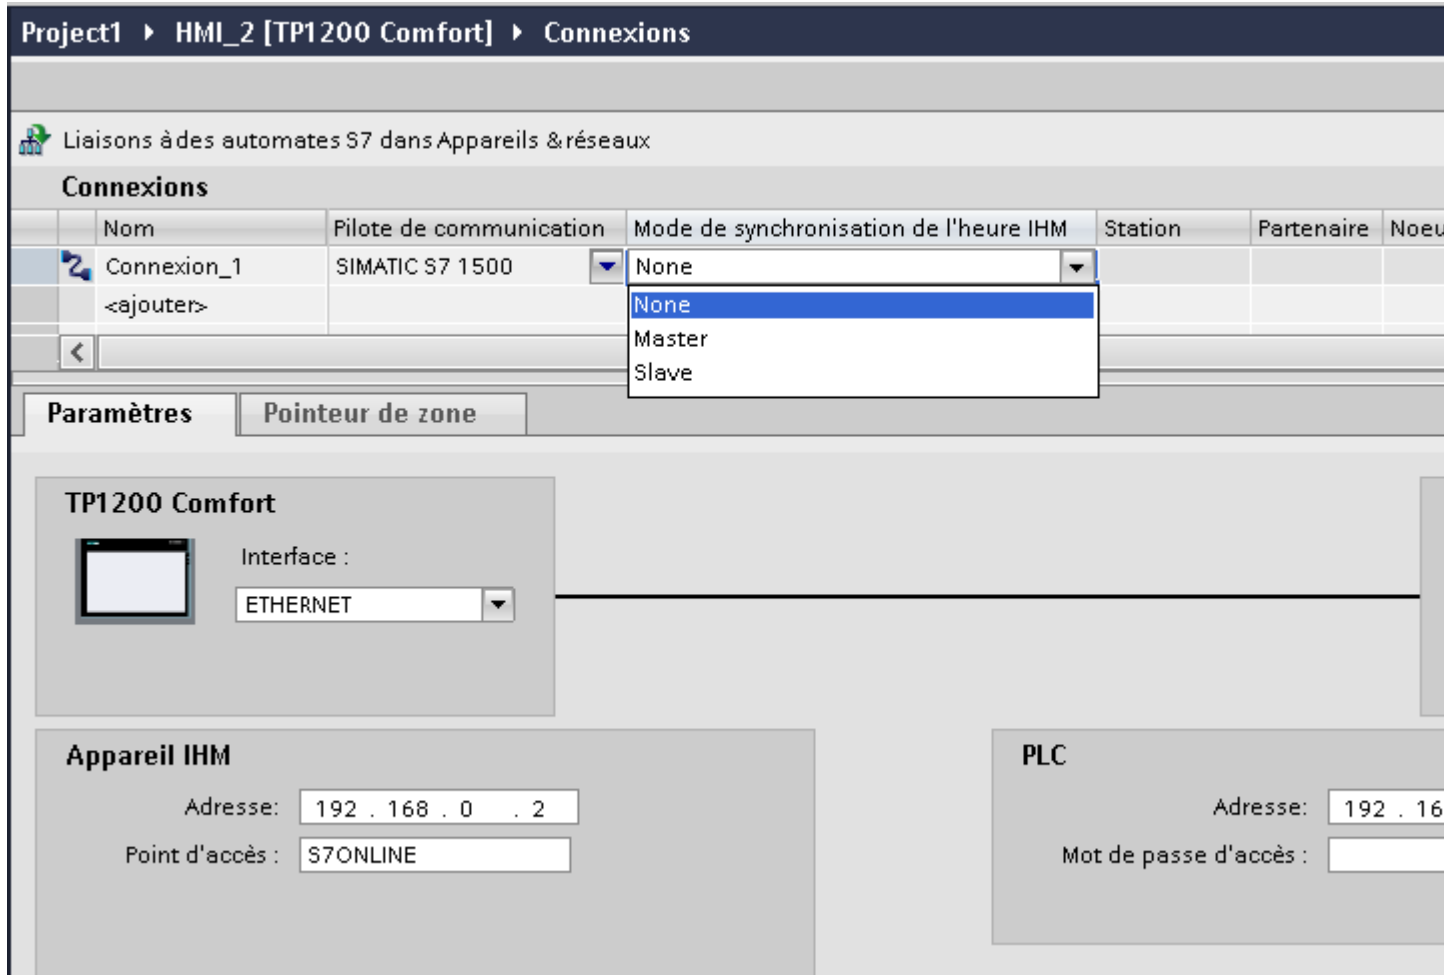 Project1 ▸ HMI_2 [TP1200 Comfort] ▸ Connexions
Liaisons à des automates S7 dans Appareils & réseaux
Connexions
Nom Pilote de communication Mode de synchronisation de l'heure IHM Station Partenaire Noeu
Connexion_1 SIMATIC S7 1500 None
<ajouter>
None
Master
Slave
Paramètres Pointeur de zone
TP1200 Comfort
Interface :
ETHERNET
Appareil IHM
Adresse: 192 . 168 . 0 . 2
Point d'accès : S7ONLINE
PLC
Adresse: 192 . 16
Mot de passe d'accès :